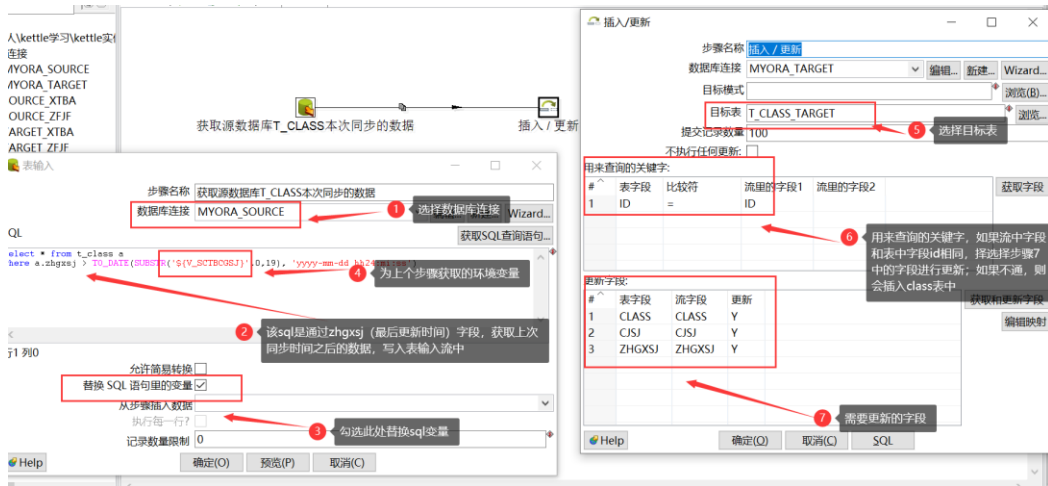 人\kettle学习\kettle实
连接
MYORA_SOURCE
MYORA_TARGET
OURCE_XTBA
OURCE_ZFJF
ARGET_XTBA
ARGET_ZFJF
获取源数据库T_CLASS本次同步的数据
插入 / 更新
表输入
步骤名称 获取源数据库T_CLASS本次同步的数据
数据库连接 MYORA_SOURCE
Wizard...
1 选择数据库连接
QL
获取SQL查询语句...
elect * from t_class a
here a.zhgxsj > TO_DATE(SUBSTR('${V_SCTBCGSJ}',0,19), 'yyyy-mm-dd hh24:mi:ss')
4 为上个步骤获取的环境变量
2 该sql是通过zhgxsj（最后更新时间）字段，获取上次
同步时间之后的数据，写入表输入流中
行1 列0
允许简易转换
替换 SQL 语句里的变量
从步骤插入数据
执行每一行?
3 勾选此处替换sql变量
记录数量限制 0
Help 确定(O) 预览(P) 取消(C)
插入/更新
步骤名称 插入 / 更新
数据库连接 MYORA_TARGET 编辑... 新建... Wizard...
目标模式 浏览(B)...
目标表 T_CLASS_TARGET 浏览...
5 选择目标表
提交记录数量 100
不执行任何更新:
用来查询的关键字:
# 表字段 比较符 流里的字段1 流里的字段2 获取字段
1 ID = ID
6 用来查询的关键字，如果流中字段
和表中字段id相同，择选择步骤7
中的字段进行更新；如果不通，则
会插入class表中
更新字段:
# 表字段 流字段 更新 获取和更新字段
1 CLASS CLASS Y 编辑映射
2 CJSJ CJSJ Y
3 ZHGXSJ ZHGXSJ Y
7 需要更新的字段
Help 确定(O) 取消(C) SQL